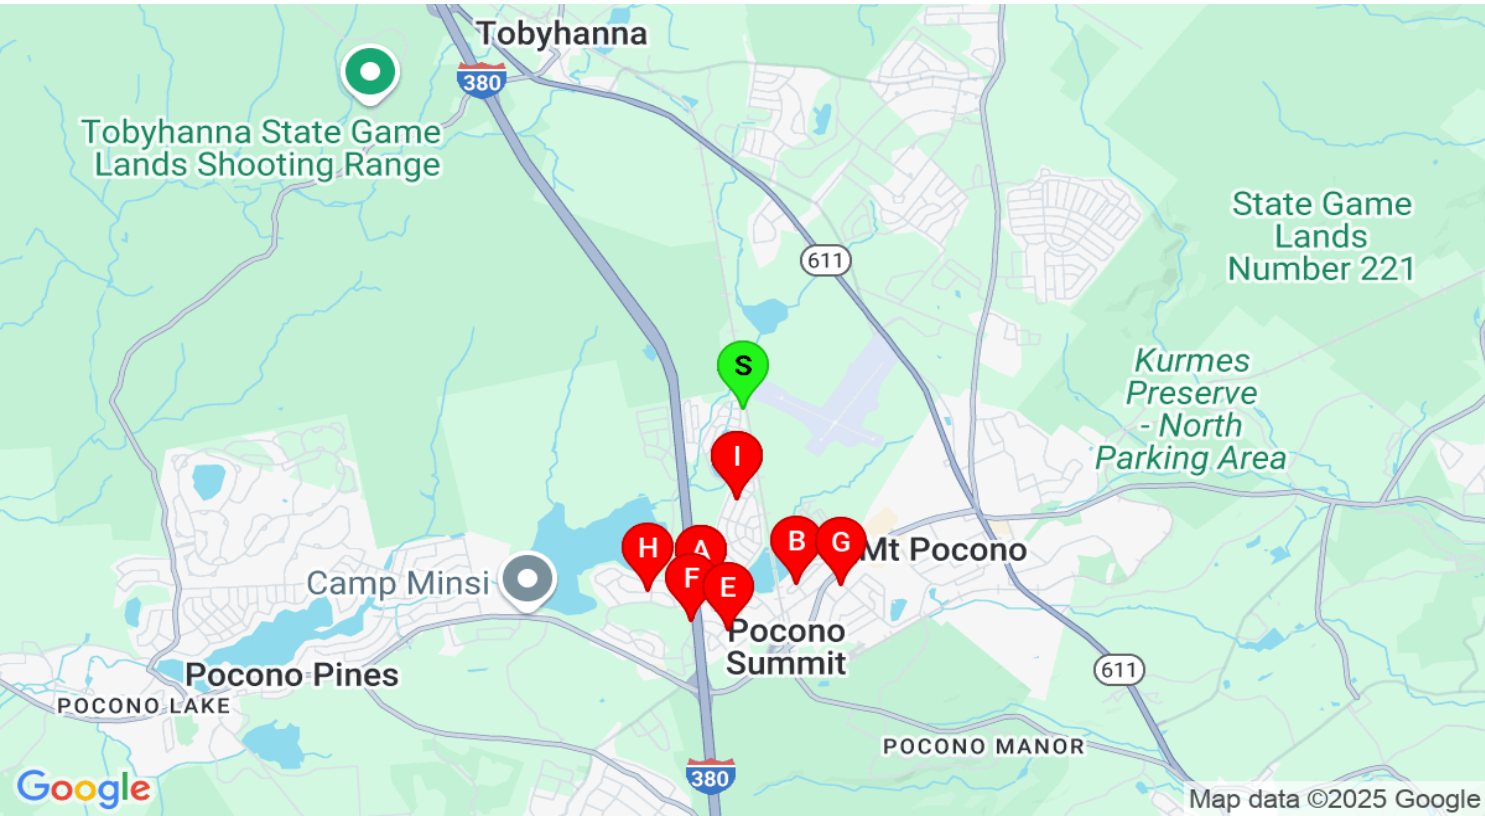 Tobyhanna
380
Tobyhanna State Game
Lands Shooting Range
State Game
Lands
Number 221
611
Kurmes
Preserve
- North
Parking Area
S
I
H
A
B
G
Mt Pocono
F
E
Camp Minsi
Pocono
Summit
Pocono Pines
POCONO LAKE
611
POCONO MANOR
380
Google
Map data ©2025 Google